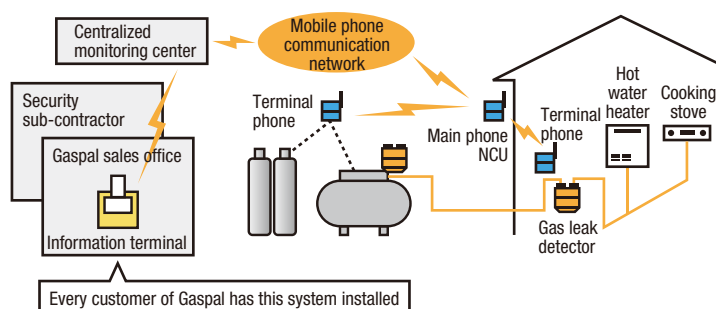 Centralized
monitoring center
Mobile phone
communication
network
Security
sub-contractor
Gaspal sales office
Information terminal
Terminal
phone
Main phone
NCU
Terminal
phone
Hot
water
heater
Cooking
stove
Gas leak
detector
Every customer of Gaspal has this system installed